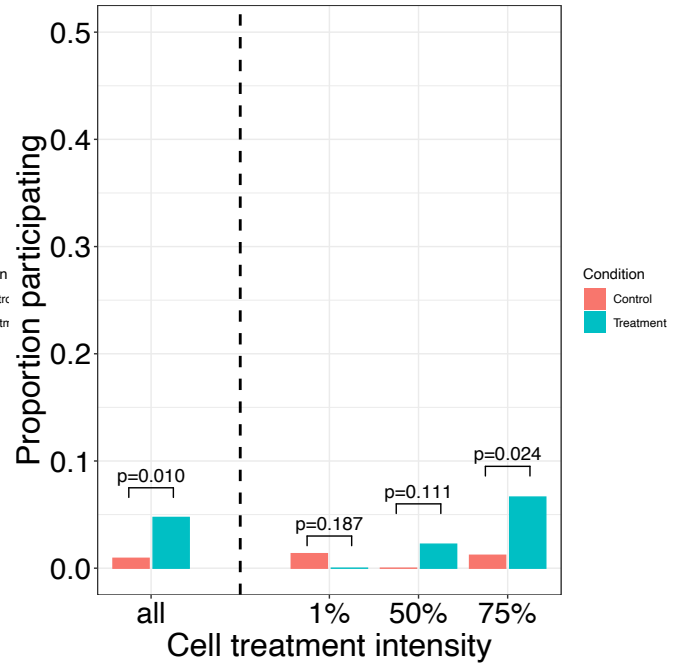 Proportion participating
0.5
0.4
0.3
0.2
0.1
0.0
p=0.010
p=0.187
p=0.111
p=0.024
all
1%
50%
75%
Cell treatment intensity
Condition
Control
Treatment